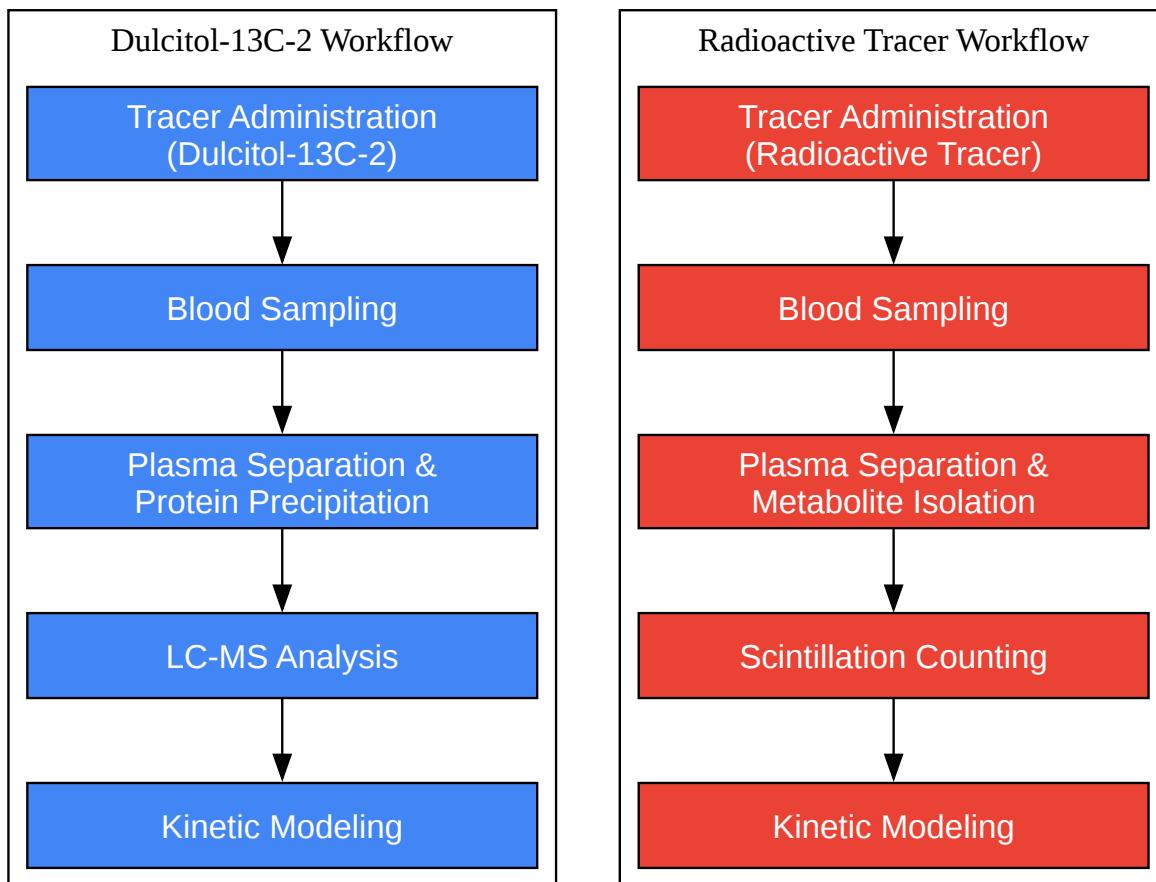 Dulcitol-13C-2 Workflow
Tracer Administration
(Dulcitol-13C-2)
Blood Sampling
Plasma Separation &
Protein Precipitation
LC-MS Analysis
Kinetic Modeling
Radioactive Tracer Workflow
Tracer Administration
(Radioactive Tracer)
Blood Sampling
Plasma Separation &
Metabolite Isolation
Scintillation Counting
Kinetic Modeling